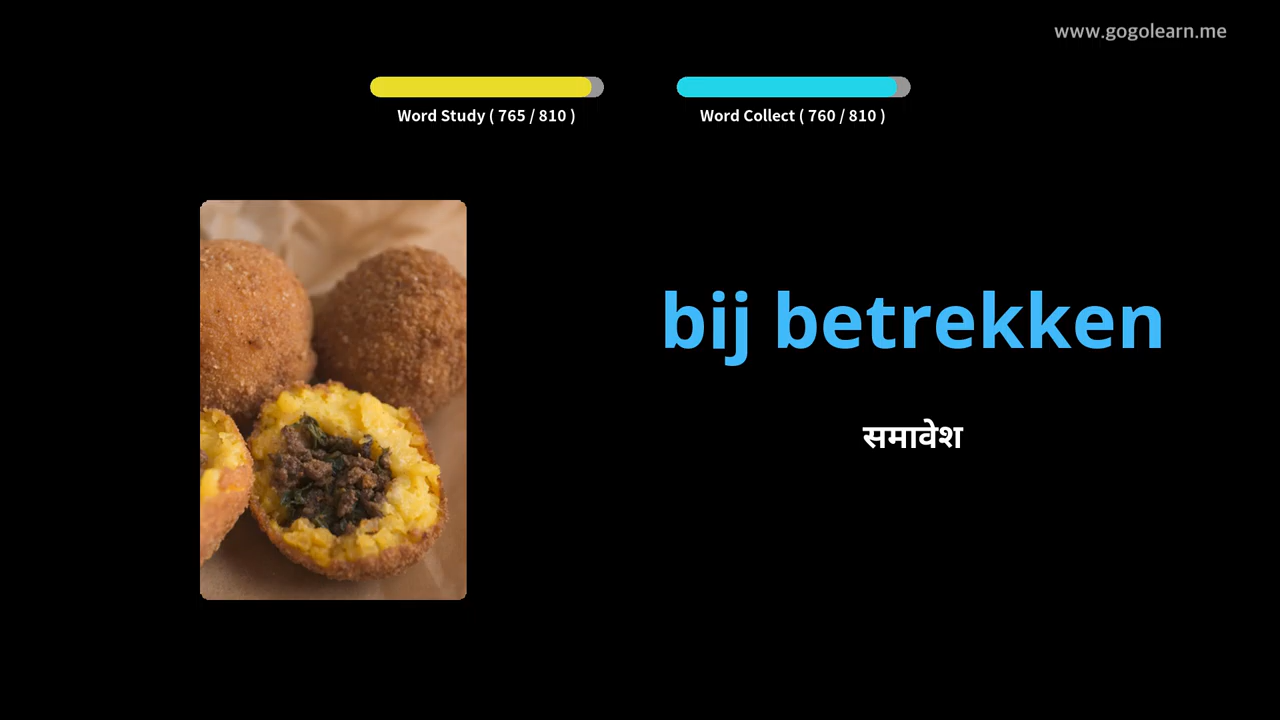 www.gogolearn.me
Word Study ( 765 / 810 )
Word Collect ( 760 / 810 )
bij betrekken
समावेश